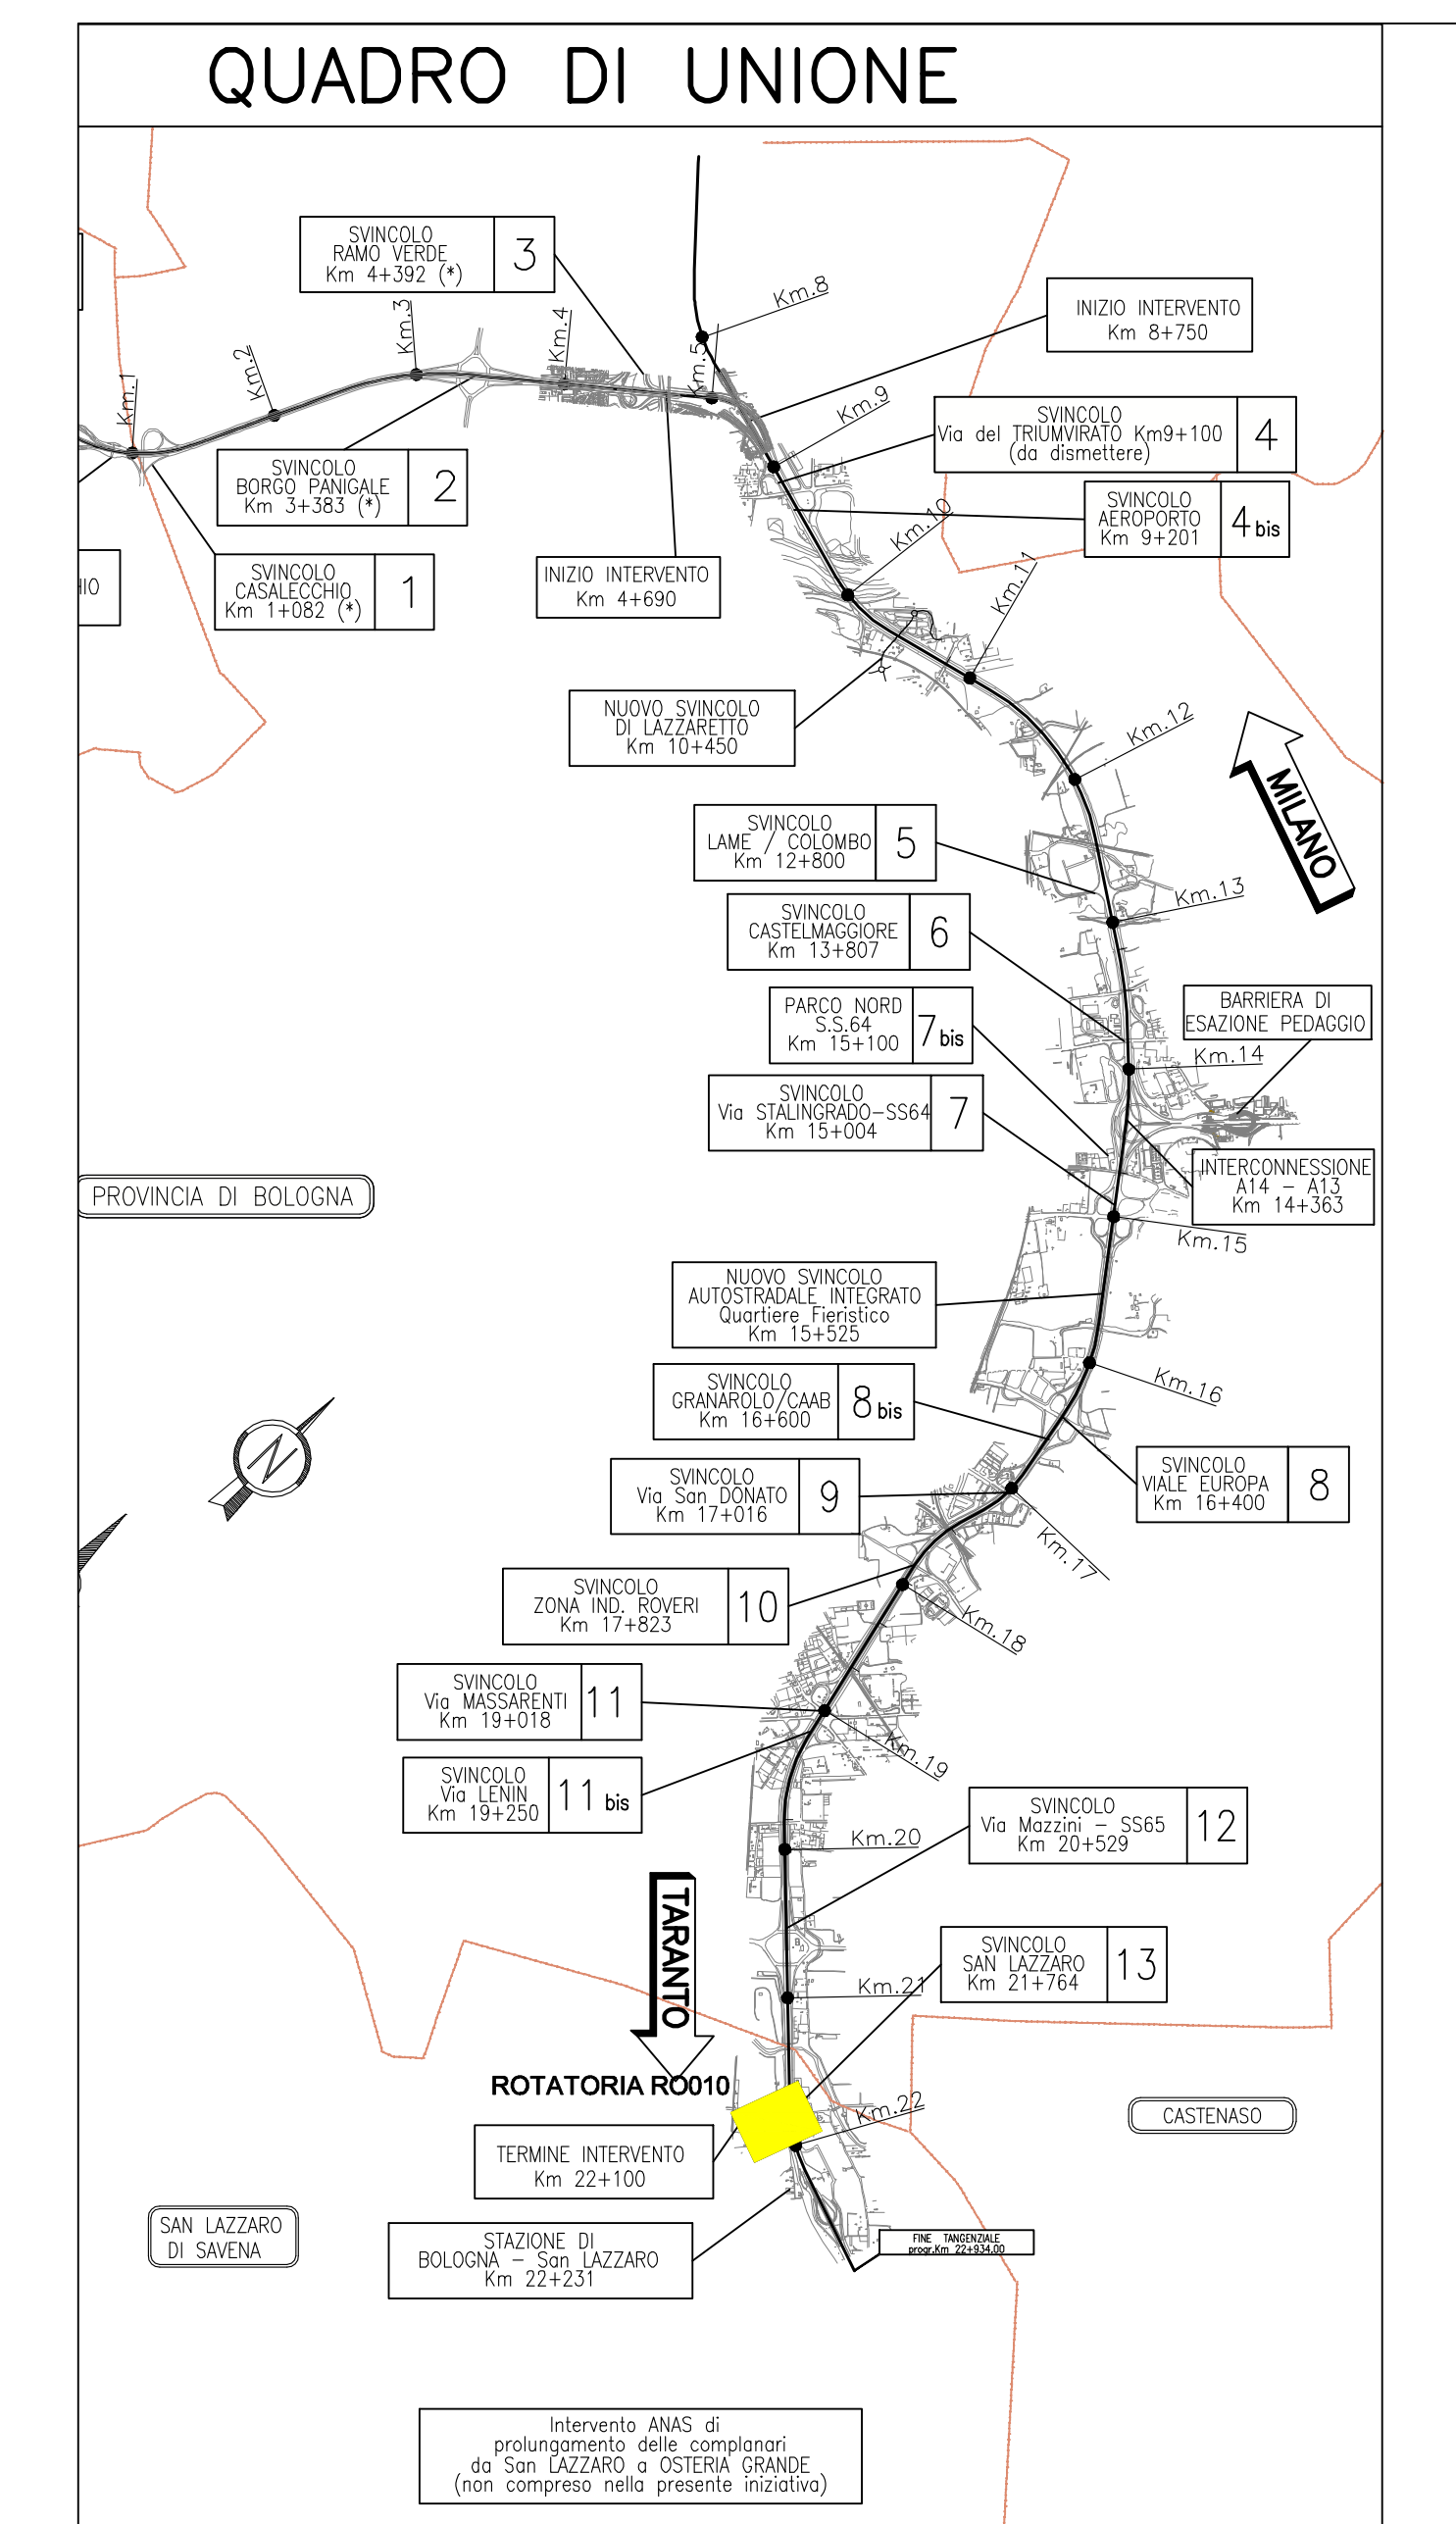 QUADRO DI UNIONE
SVINCOLO
RAMO VERDE
Km 4+392 (*)
3
Km.8
INIZIO INTERVENTO
Km 8+750
Km.1
Km.2
Km.3
Km.4
Km.5
Km.9
SVINCOLO
Via del TRIUMVIRATO Km9+100
(da dismettere)
4
SVINCOLO
BORGO PANIGALE
Km 3+383 (*)
2
SVINCOLO
AEROPORTO
Km 9+201
4 bis
Km.10
HIO
SVINCOLO
CASALECCHIO
Km 1+082 (*)
1
INIZIO INTERVENTO
Km 4+690
Km.11
NUOVO SVINCOLO
DI LAZZARETTO
Km 10+450
Km.12
MILANO
SVINCOLO
LAME / COLOMBO
Km 12+800
5
Km.13
SVINCOLO
CASTELMAGGIORE
Km 13+807
6
PARCO NORD
S.S.64
Km 15+100
7 bis
BARRIERA DI
ESAZIONE PEDAGGIO
Km.14
SVINCOLO
Via STALINGRADO-SS64
Km 15+004
7
INTERCONNESSIONE
A14 - A13
Km 14+363
PROVINCIA DI BOLOGNA
Km.15
NUOVO SVINCOLO
AUTOSTRADALE INTEGRATO
Quartiere Fieristico
Km 15+525
Km.16
SVINCOLO
GRANAROLO/CAAB
Km 16+600
8 bis
N
SVINCOLO
VIALE EUROPA
Km 16+400
8
SVINCOLO
Via San DONATO
Km 17+016
9
Km.17
SVINCOLO
ZONA IND. ROVERI
Km 17+823
10
Km.18
SVINCOLO
Via MASSARENTI
Km 19+018
11
Km.19
SVINCOLO
Via LENIN
Km 19+250
11 bis
Km.20
SVINCOLO
Via Mazzini - SS65
Km 20+529
12
TARANTO
SVINCOLO
SAN LAZZARO
Km 21+764
13
Km.21
ROTATORIA RO010
Km.22
CASTENASO
TERMINE INTERVENTO
Km 22+100
SAN LAZZARO
DI SAVENA
STAZIONE DI
BOLOGNA - San LAZZARO
Km 22+231
FINE TANGENZIALE
progr.Km 22+934.00
Intervento ANAS di
prolungamento delle complanari
da San LAZZARO a OSTERIA GRANDE
(non compreso nella presente iniziativa)